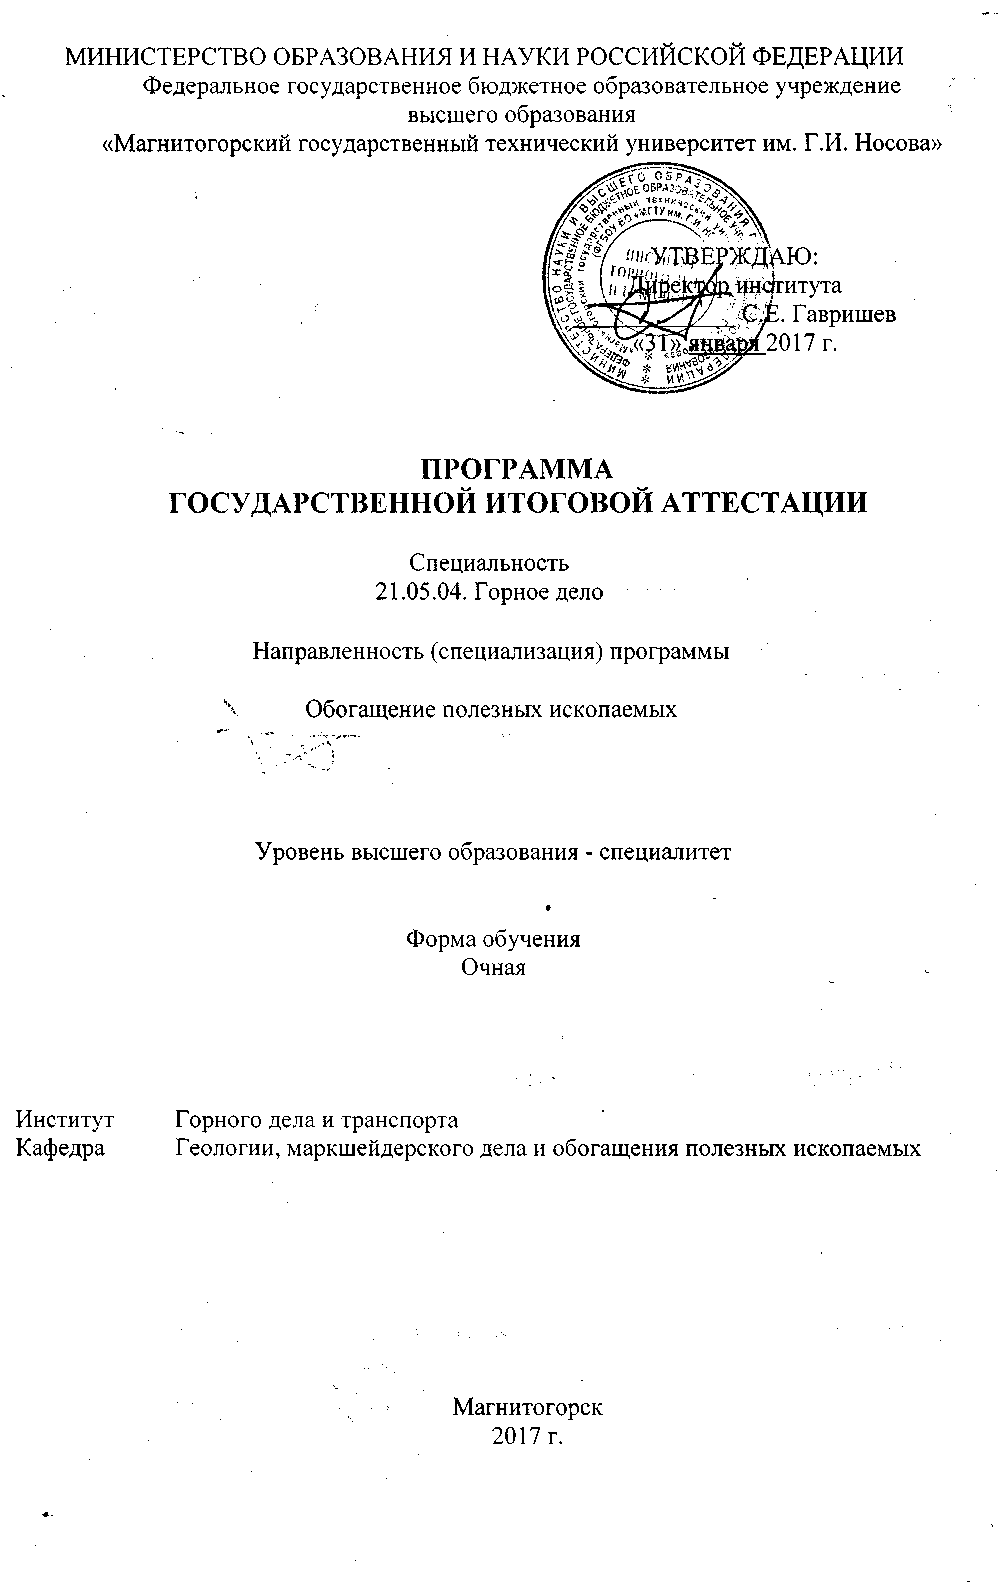 МИНИСТЕРСТВО ОБРАЗОВАНИЯ И НАУКИ РОССИЙСКОЙ ФЕДЕРАЦИИ
Федеральное государственное бюджетное образовательное учреждение
высшего образования
«Магнитогорский государственный технический университет им. Г.И. Носова»
УТВЕРЖДАЮ:
Директор института
С.Е. Гавришев
«31» января 2017 г.
ПРОГРАММА
ГОСУДАРСТВЕННОЙ ИТОГОВОЙ АТТЕСТАЦИИ
Специальность
21.05.04. Горное дело
Направленность (специализация) программы
Обогащение полезных ископаемых
Уровень высшего образования - специалитет
Форма обучения
Очная
Институт Горного дела и транспорта
Кафедра Геологии, маркшейдерского дела и обогащения полезных ископаемых
Магнитогорск
2017 г.